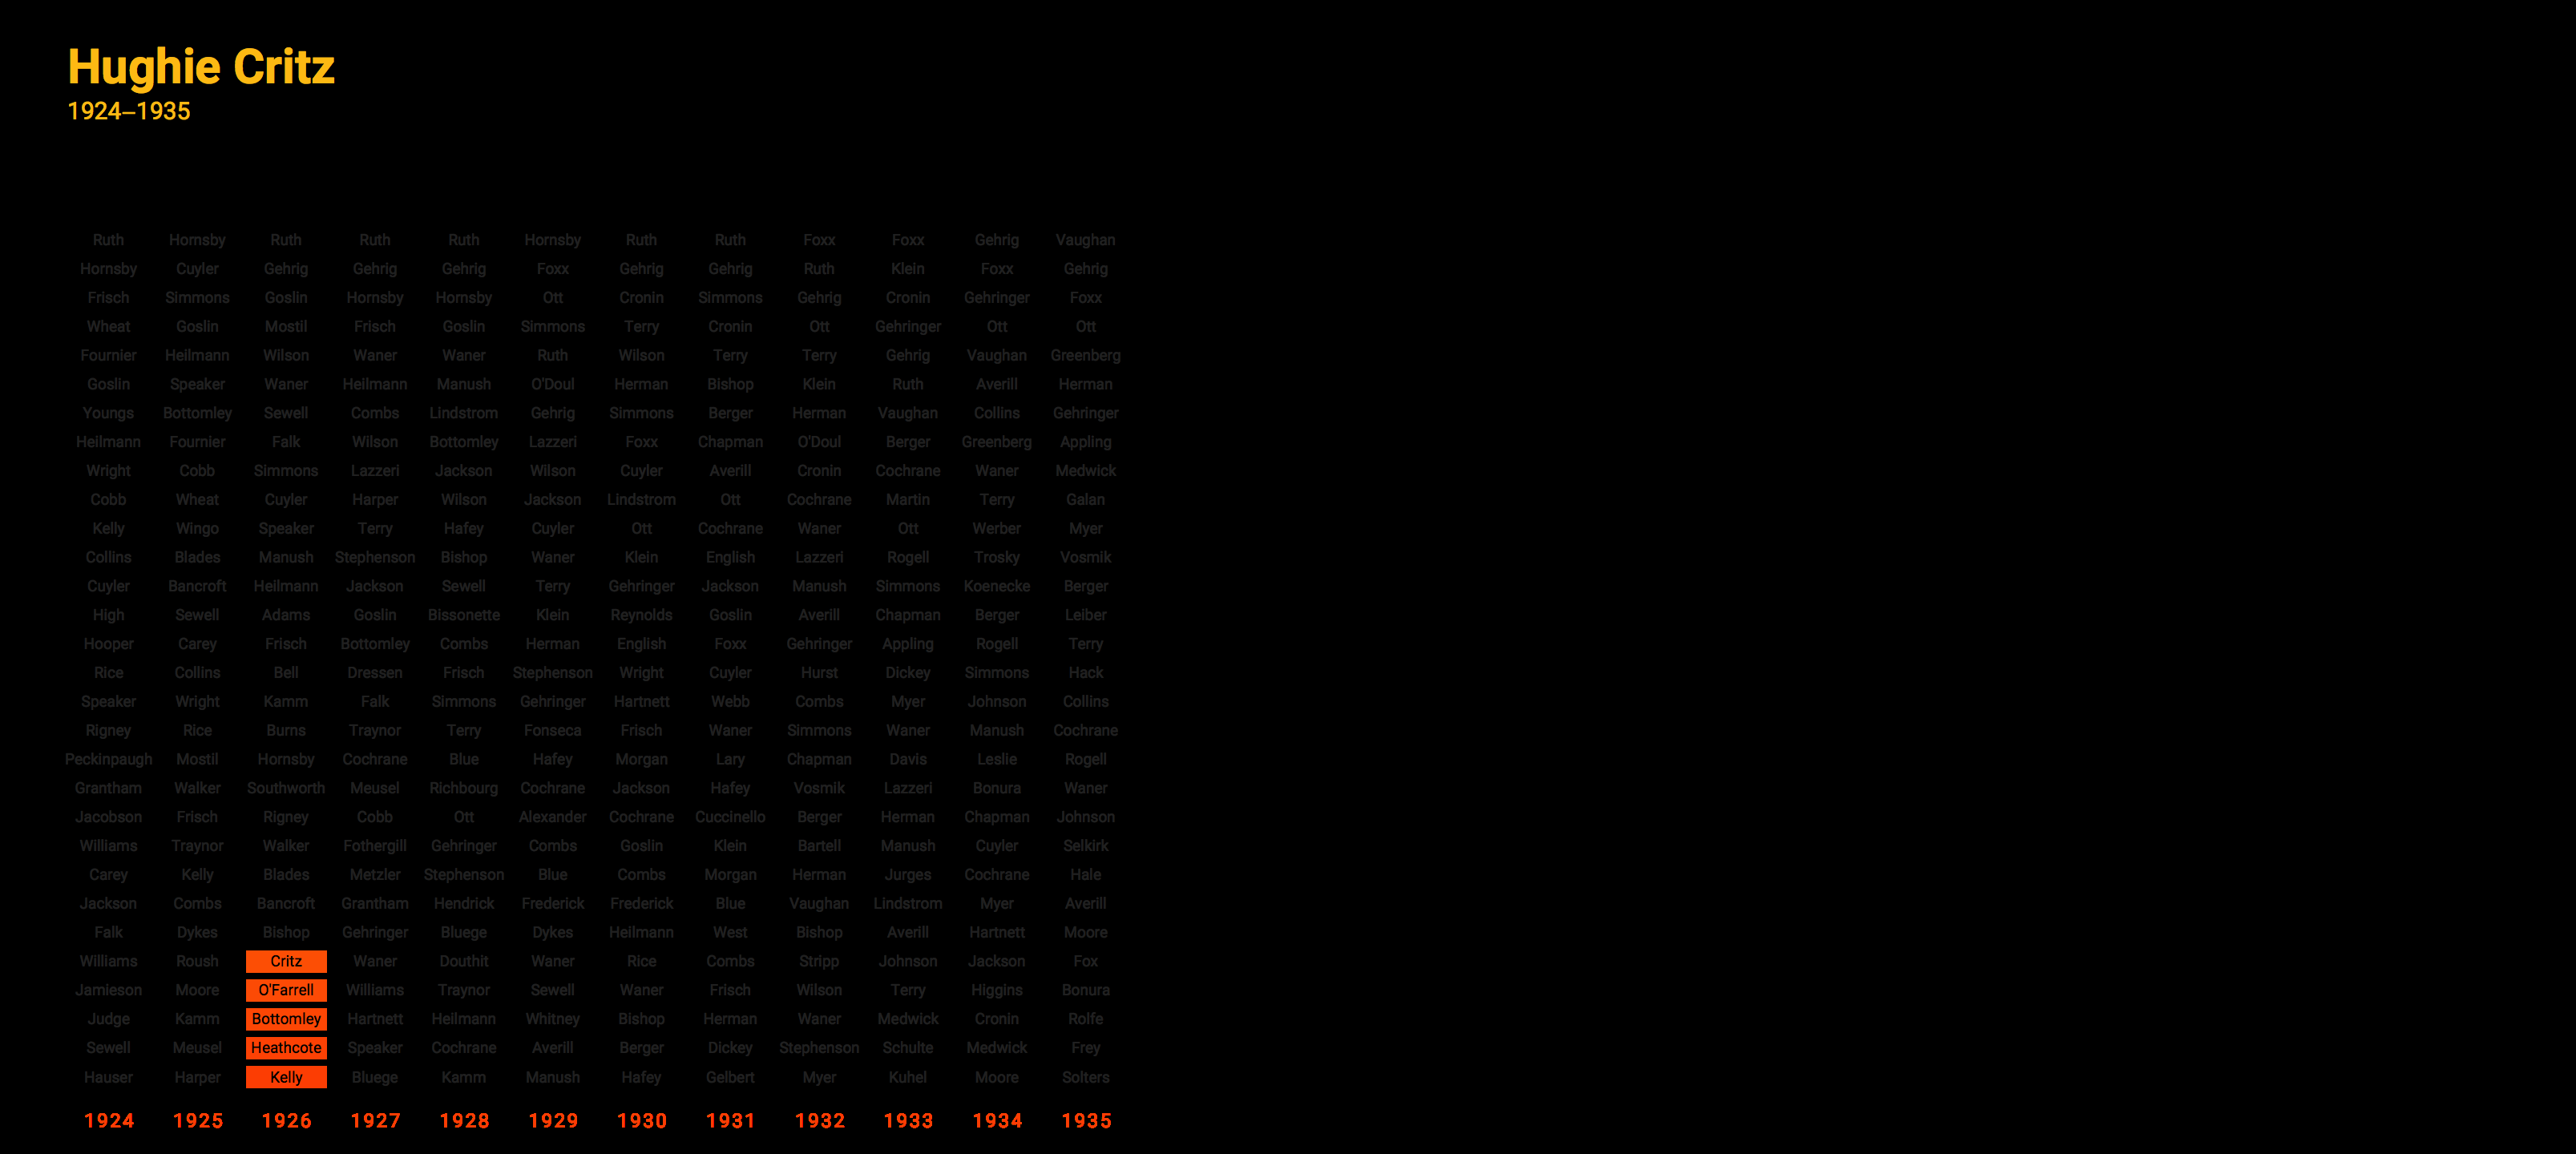 Hughie Critz
1924–1935
Ruth Hornsby Ruth Ruth Ruth Hornsby Ruth Ruth Foxx Foxx Gehrig Vaughan
Hornsby Cuyler Gehrig Gehrig Gehrig Foxx Gehrig Gehrig Ruth Klein Foxx Gehrig
Frisch Simmons Goslin Hornsby Hornsby Ott Cronin Simmons Gehrig Cronin Gehringer Foxx
Wheat Goslin Mostil Frisch Goslin Simmons Terry Cronin Ott Gehringer Ott Ott
Fournier Heilmann Wilson Waner Waner Ruth Wilson Terry Terry Gehrig Vaughan Greenberg
Goslin Speaker Waner Heilmann Manush O'Doul Herman Bishop Klein Ruth Averill Herman
Youngs Bottomley Sewell Combs Lindstrom Gehrig Simmons Berger Herman Vaughan Collins Gehringer
Heilmann Fournier Falk Wilson Bottomley Lazzeri Foxx Chapman O'Doul Berger Greenberg Appling
Wright Cobb Simmons Lazzeri Jackson Wilson Cuyler Averill Cronin Cochrane Waner Medwick
Cobb Wheat Cuyler Harper Wilson Jackson Lindstrom Ott Cochrane Martin Terry Galan
Kelly Wingo Speaker Terry Hafey Cuyler Ott Cochrane Waner Ott Werber Myer
Collins Blades Manush Stephenson Bishop Waner Klein English Lazzeri Rogell Trosky Vosmik
Cuyler Bancroft Heilmann Jackson Sewell Terry Gehringer Jackson Manush Simmons Koenecke Berger
High Sewell Adams Goslin Bissonette Klein Reynolds Goslin Averill Chapman Berger Leiber
Hooper Carey Frisch Bottomley Combs Herman English Foxx Gehringer Appling Rogell Terry
Rice Collins Bell Dressen Frisch Stephenson Wright Cuyler Hurst Dickey Simmons Hack
Speaker Wright Kamm Falk Simmons Gehringer Hartnett Webb Combs Myer Johnson Collins
Rigney Rice Burns Traynor Terry Fonseca Frisch Waner Simmons Waner Manush Cochrane
Peckinpaugh Mostil Hornsby Cochrane Blue Hafey Morgan Lary Chapman Davis Leslie Rogell
Grantham Walker Southworth Meusel Richbourg Cochrane Jackson Hafey Vosmik Lazzeri Bonura Waner
Jacobson Frisch Rigney Cobb Ott Alexander Cochrane Cuccinello Berger Herman Chapman Johnson
Williams Traynor Walker Fothergill Gehringer Combs Goslin Klein Bartell Manush Cuyler Selkirk
Carey Kelly Blades Metzler Stephenson Blue Combs Morgan Herman Jurges Cochrane Hale
Jackson Combs Bancroft Grantham Hendrick Frederick Frederick Blue Vaughan Lindstrom Myer Averill
Falk Dykes Bishop Gehringer Bluege Dykes Heilmann West Bishop Averill Hartnett Moore
Williams Roush Critz Waner Douthit Waner Rice Combs Stripp Johnson Jackson Fox
Jamieson Moore O'Farrell Williams Traynor Sewell Waner Frisch Wilson Terry Higgins Bonura
Judge Kamm Bottomley Hartnett Heilmann Whitney Bishop Herman Waner Medwick Cronin Rolfe
Sewell Meusel Heathcote Speaker Cochrane Averill Berger Dickey Stephenson Schulte Medwick Frey
Hauser Harper Kelly Bluege Kamm Manush Hafey Gelbert Myer Kuhel Moore Solters
1924 1925 1926 1927 1928 1929 1930 1931 1932 1933 1934 1935